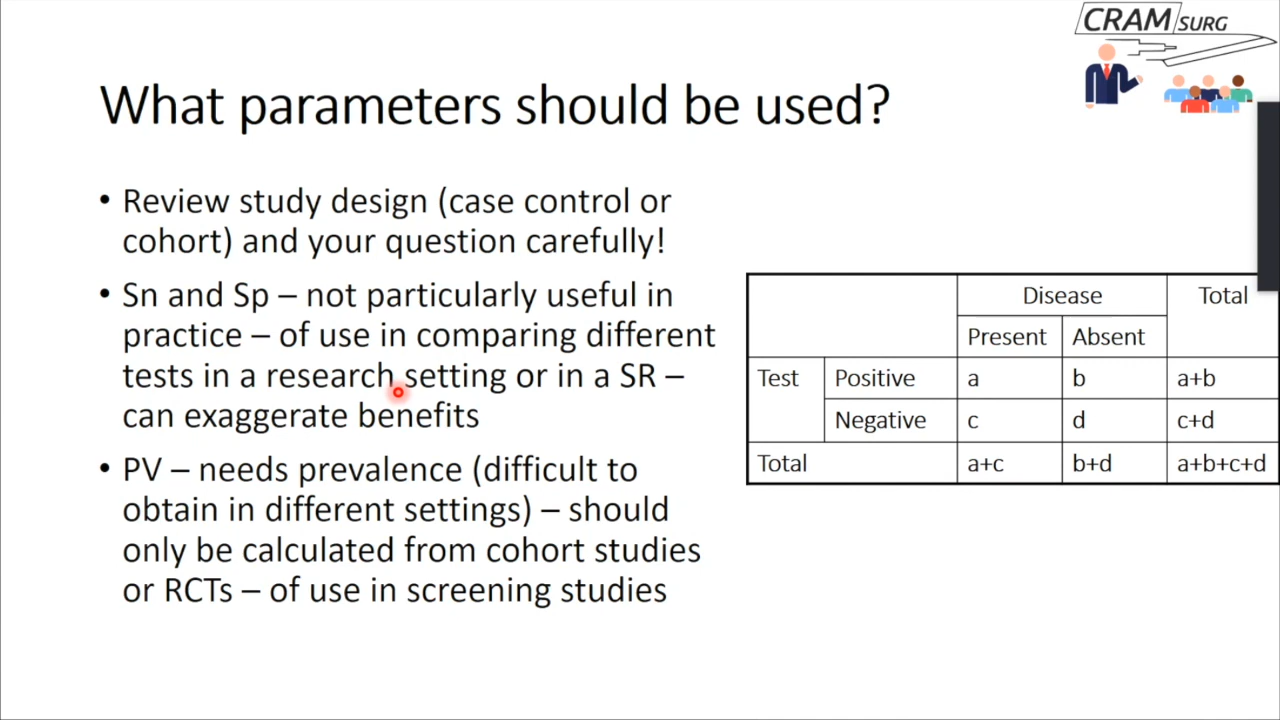 CRAM SURG
What parameters should be used?
• Review study design (case control or
cohort) and your question carefully!
• Sn and Sp – not particularly useful in
practice – of use in comparing different
tests in a research setting or in a SR –
can exaggerate benefits
• PV – needs prevalence (difficult to
obtain in different settings) – should
only be calculated from cohort studies
or RCTs – of use in screening studies
Disease Total
Present Absent
Test Positive a b a+b
Negative c d c+d
Total a+c b+d a+b+c+d